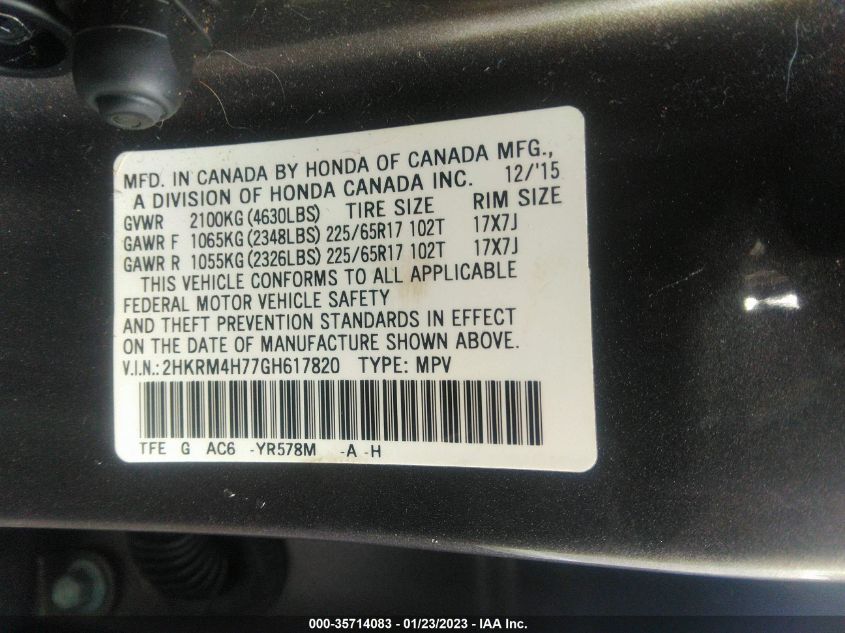 MFD. IN CANADA BY HONDA OF CANADA MFG.,
A DIVISION OF HONDA CANADA INC. 12/'15
GVWR 2100KG (4630LBS) TIRE SIZE RIM SIZE
GAWR F 1065KG (2348LBS) 225/65R17 102T 17X7J
GAWR R 1055KG (2326LBS) 225/65R17 102T 17X7J
THIS VEHICLE CONFORMS TO ALL APPLICABLE
FEDERAL MOTOR VEHICLE SAFETY
AND THEFT PREVENTION STANDARDS IN EFFECT
ON THE DATE OF MANUFACTURE SHOWN ABOVE.
V.I.N.: 2HKRM4H77GH617820 TYPE: MPV
TFE G AC6 -YR578M -A -H
000-35714083 - 01/23/2023 - IAA Inc.